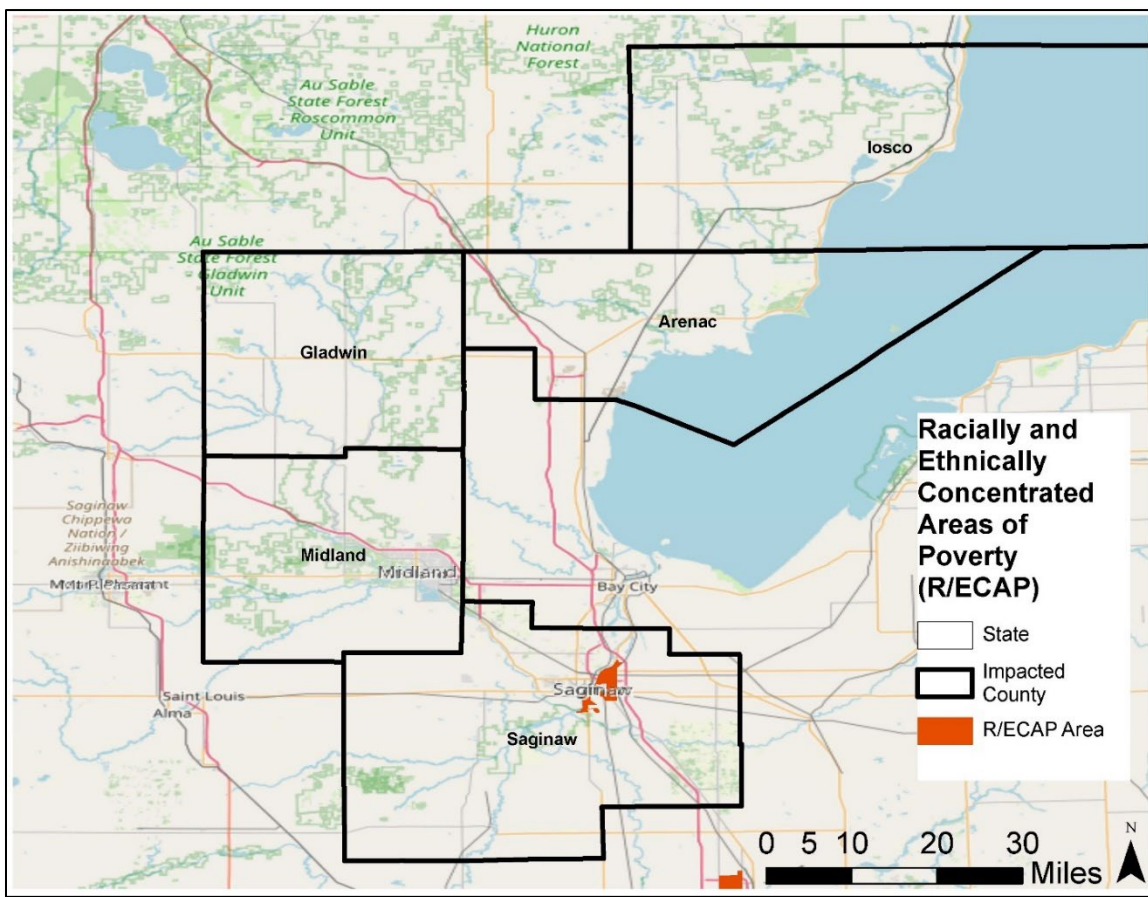 Huron
National
Forest
Au Sable
State Forest
- Roscommon
Unit
Iosco
Au Sable
State Forest
- Gladwin
Unit
Arenac
Gladwin
Saginaw
Chippewa
Nation /
Ziibiwing
Anishinaabek
Mt Pleasant
Midland
Midland
Bay City
Saint Louis
Alma
Saginaw
Saginaw
Racially and
Ethnically
Concentrated
Areas of
Poverty
(R/ECAP)
State
Impacted
County
R/ECAP Area
0 5 10 20 30
Miles
N